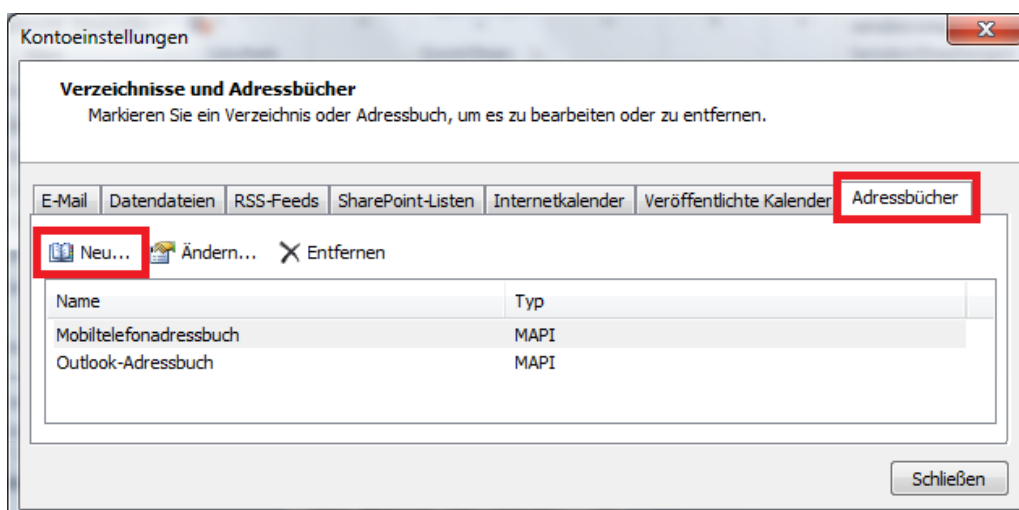 Kontoeinstellungen
Verzeichnisse und Adressbücher
Markieren Sie ein Verzeichnis oder Adressbuch, um es zu bearbeiten oder zu entfernen.
E-Mail Datendateien RSS-Feeds SharePoint-Listen Internetkalender Veröffentlichte Kalender Adressbücher
Neu... Ändern... Entfernen
Name Typ
Mobiltelefonadressbuch MAPI
Outlook-Adressbuch MAPI
Schließen